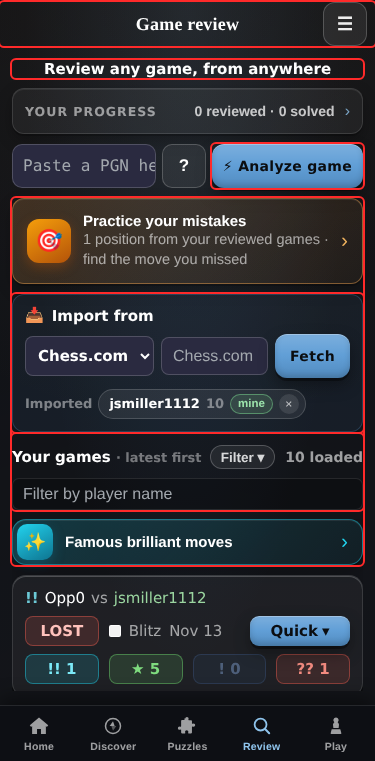 Game review
☰
Review any game, from anywhere
YOUR PROGRESS 0 reviewed · 0 solved ›
Paste a PGN he
?
⚡ Analyze game
Practice your mistakes
1 position from your reviewed games ·
find the move you missed
›
📥 Import from
Chess.com
Chess.com
Fetch
Imported jsmiller1112 10 mine ×
Your games · latest first Filter ▾ 10 loaded
Filter by player name
✨ Famous brilliant moves ›
!! Opp0 vs jsmiller1112
LOST Blitz Nov 13 Quick ▾
!! 1 ★ 5 ! 0 ?? 1
Home Discover Puzzles Review Play